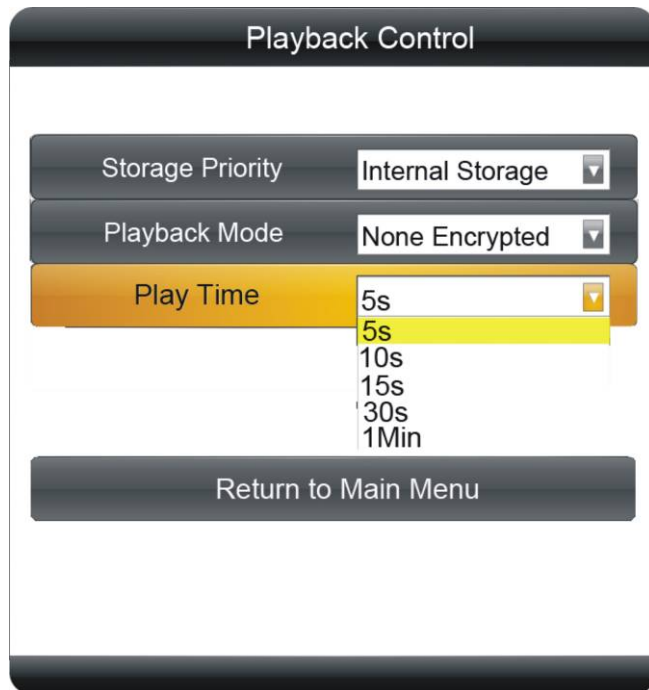 Playback Control
Storage Priority Internal Storage
Playback Mode None Encrypted
Play Time 5s
5s
10s
15s
30s
1Min
Return to Main Menu